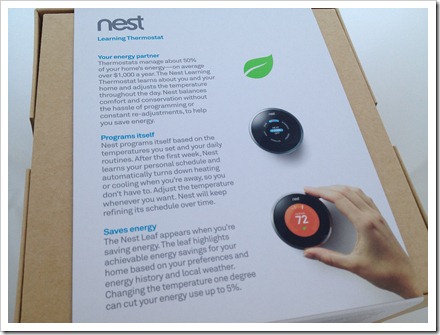 nest
Learning Thermostat
Your energy partner
Thermostats manage about 50%
of your home's energy—on average
over $1,000 a year. The Nest Learning
Thermostat learns about you and your
home and adjusts the temperature
throughout the day. Nest balances
comfort and conservation without
the hassle of programming or
constant re-adjustments, to help
you save energy.
Programs itself
Nest programs itself based on the
temperatures you set and your daily
routines. After the first week, Nest
learns your personal schedule and
automatically turns down heating
or cooling when you're away, so you
don't have to. Adjust the temperature
whenever you want. Nest will keep
refining its schedule over time.
Saves energy
The Nest Leaf appears when you're
saving energy. The leaf highlights
achievable energy savings for your
home based on your preferences and
energy history and local weather.
Changing the temperature one degree
can cut your energy use up to 5%.
nest
72